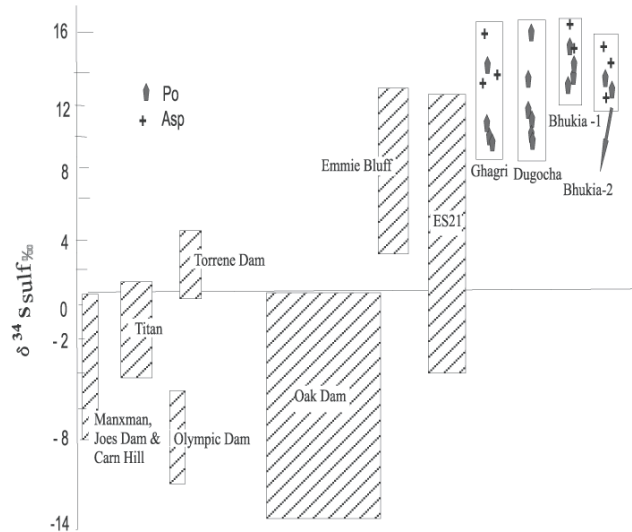 16
12
8
4
0
- 2
- 8
-14
δ 34 S sulf ‰
Po
Asp
Manxman,
Joes Dam &
Carn Hill
Titan
Olympic Dam
Torrene Dam
Oak Dam
Emmie Bluff
ES21
Ghagri
Dugocha
Bhukia -1
Bhukia-2